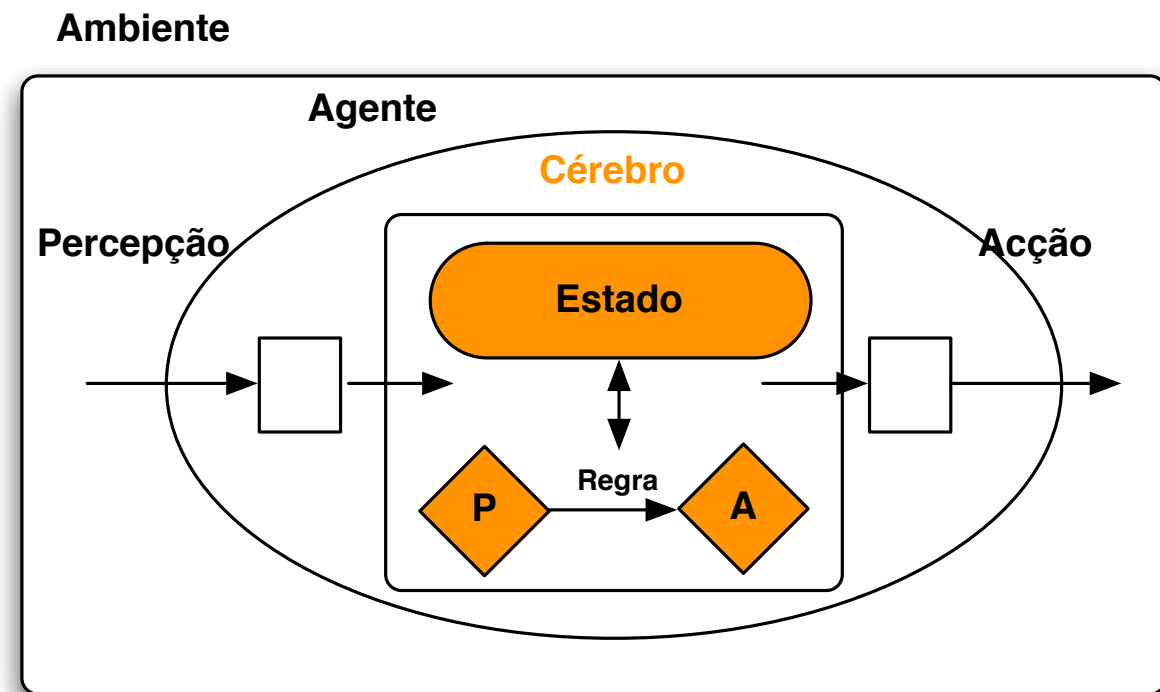 Ambiente
Agente
Cérebro
Percepção
Acção
Estado
Regra
P
A